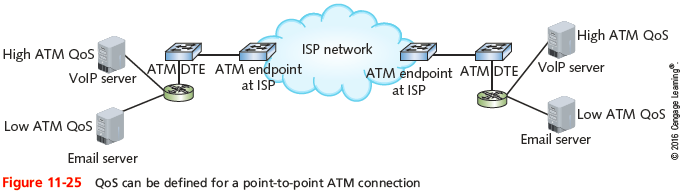 High ATM QoS
VoIP server
ATM DTE
ATM endpoint
at ISP
ISP network
ATM endpoint
at ISP
ATM DTE
High ATM QoS
VoIP server
Low ATM QoS
Email server
Low ATM QoS
Email server
© 2016 Cengage Learning®.
Figure 11-25 QoS can be defined for a point-to-point ATM connection